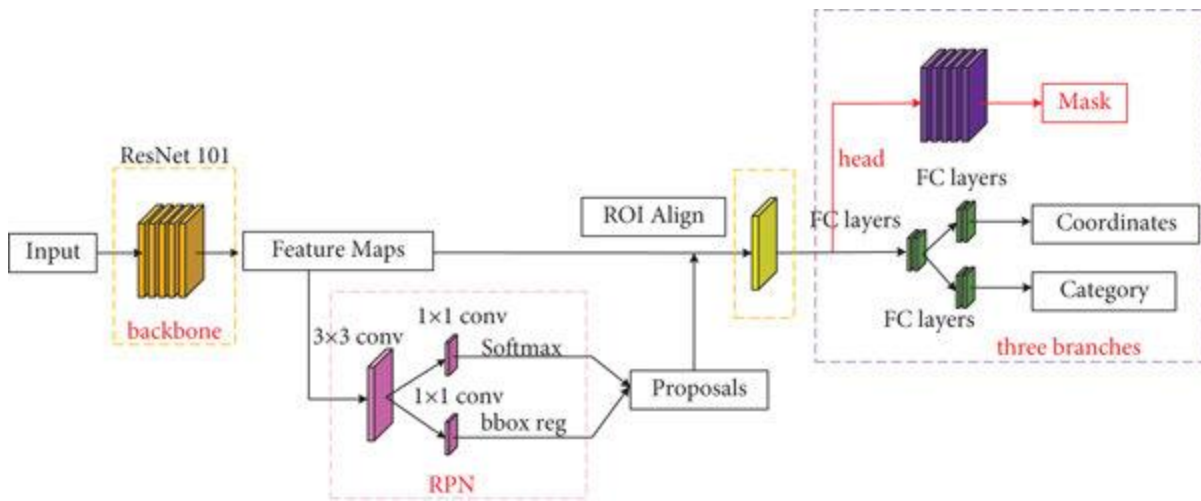 ResNet 101
Input
backbone
Feature Maps
3×3 conv
1×1 conv
Softmax
1×1 conv
bbox reg
RPN
Proposals
ROI Align
head
Mask
FC layers
FC layers
Coordinates
Category
FC layers
three branches